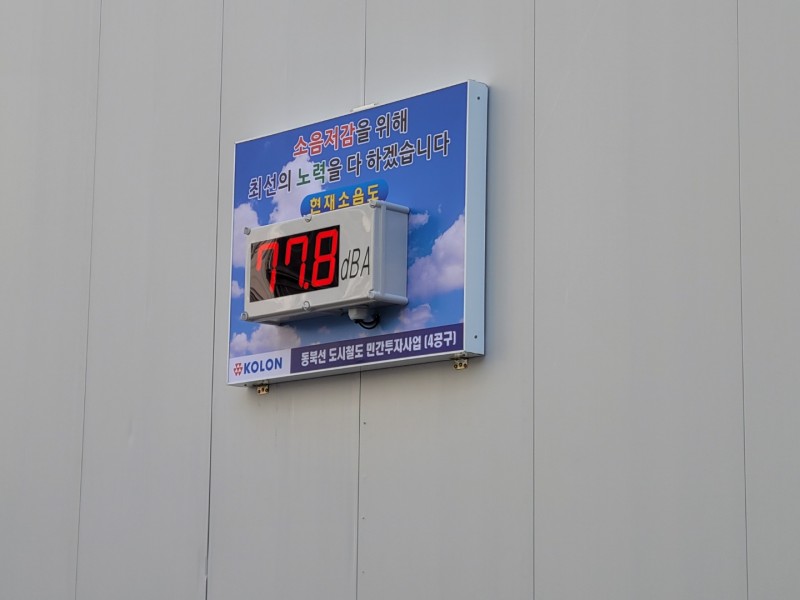 소음저감을 위해
최선의 노력을 다 하겠습니다
현재소음도
77.8 dBA
KOLON 동북선 도시철도 민간투자사업 (4공구)